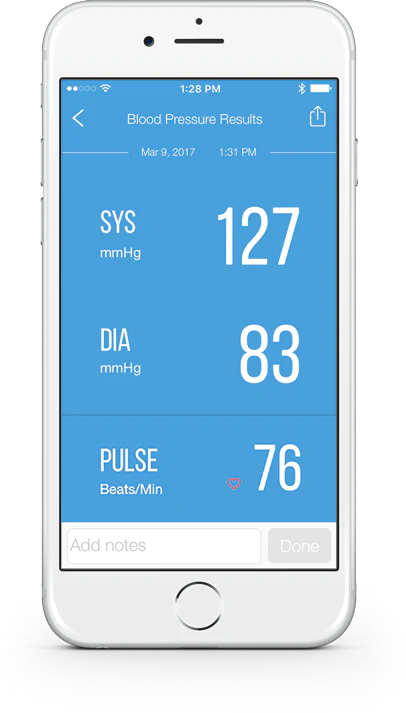 1:28 PM
Blood Pressure Results
Mar 9, 2017 1:31 PM
SYS
mmHg
127
DIA
mmHg
83
PULSE
Beats/Min
76
Add notes
Done